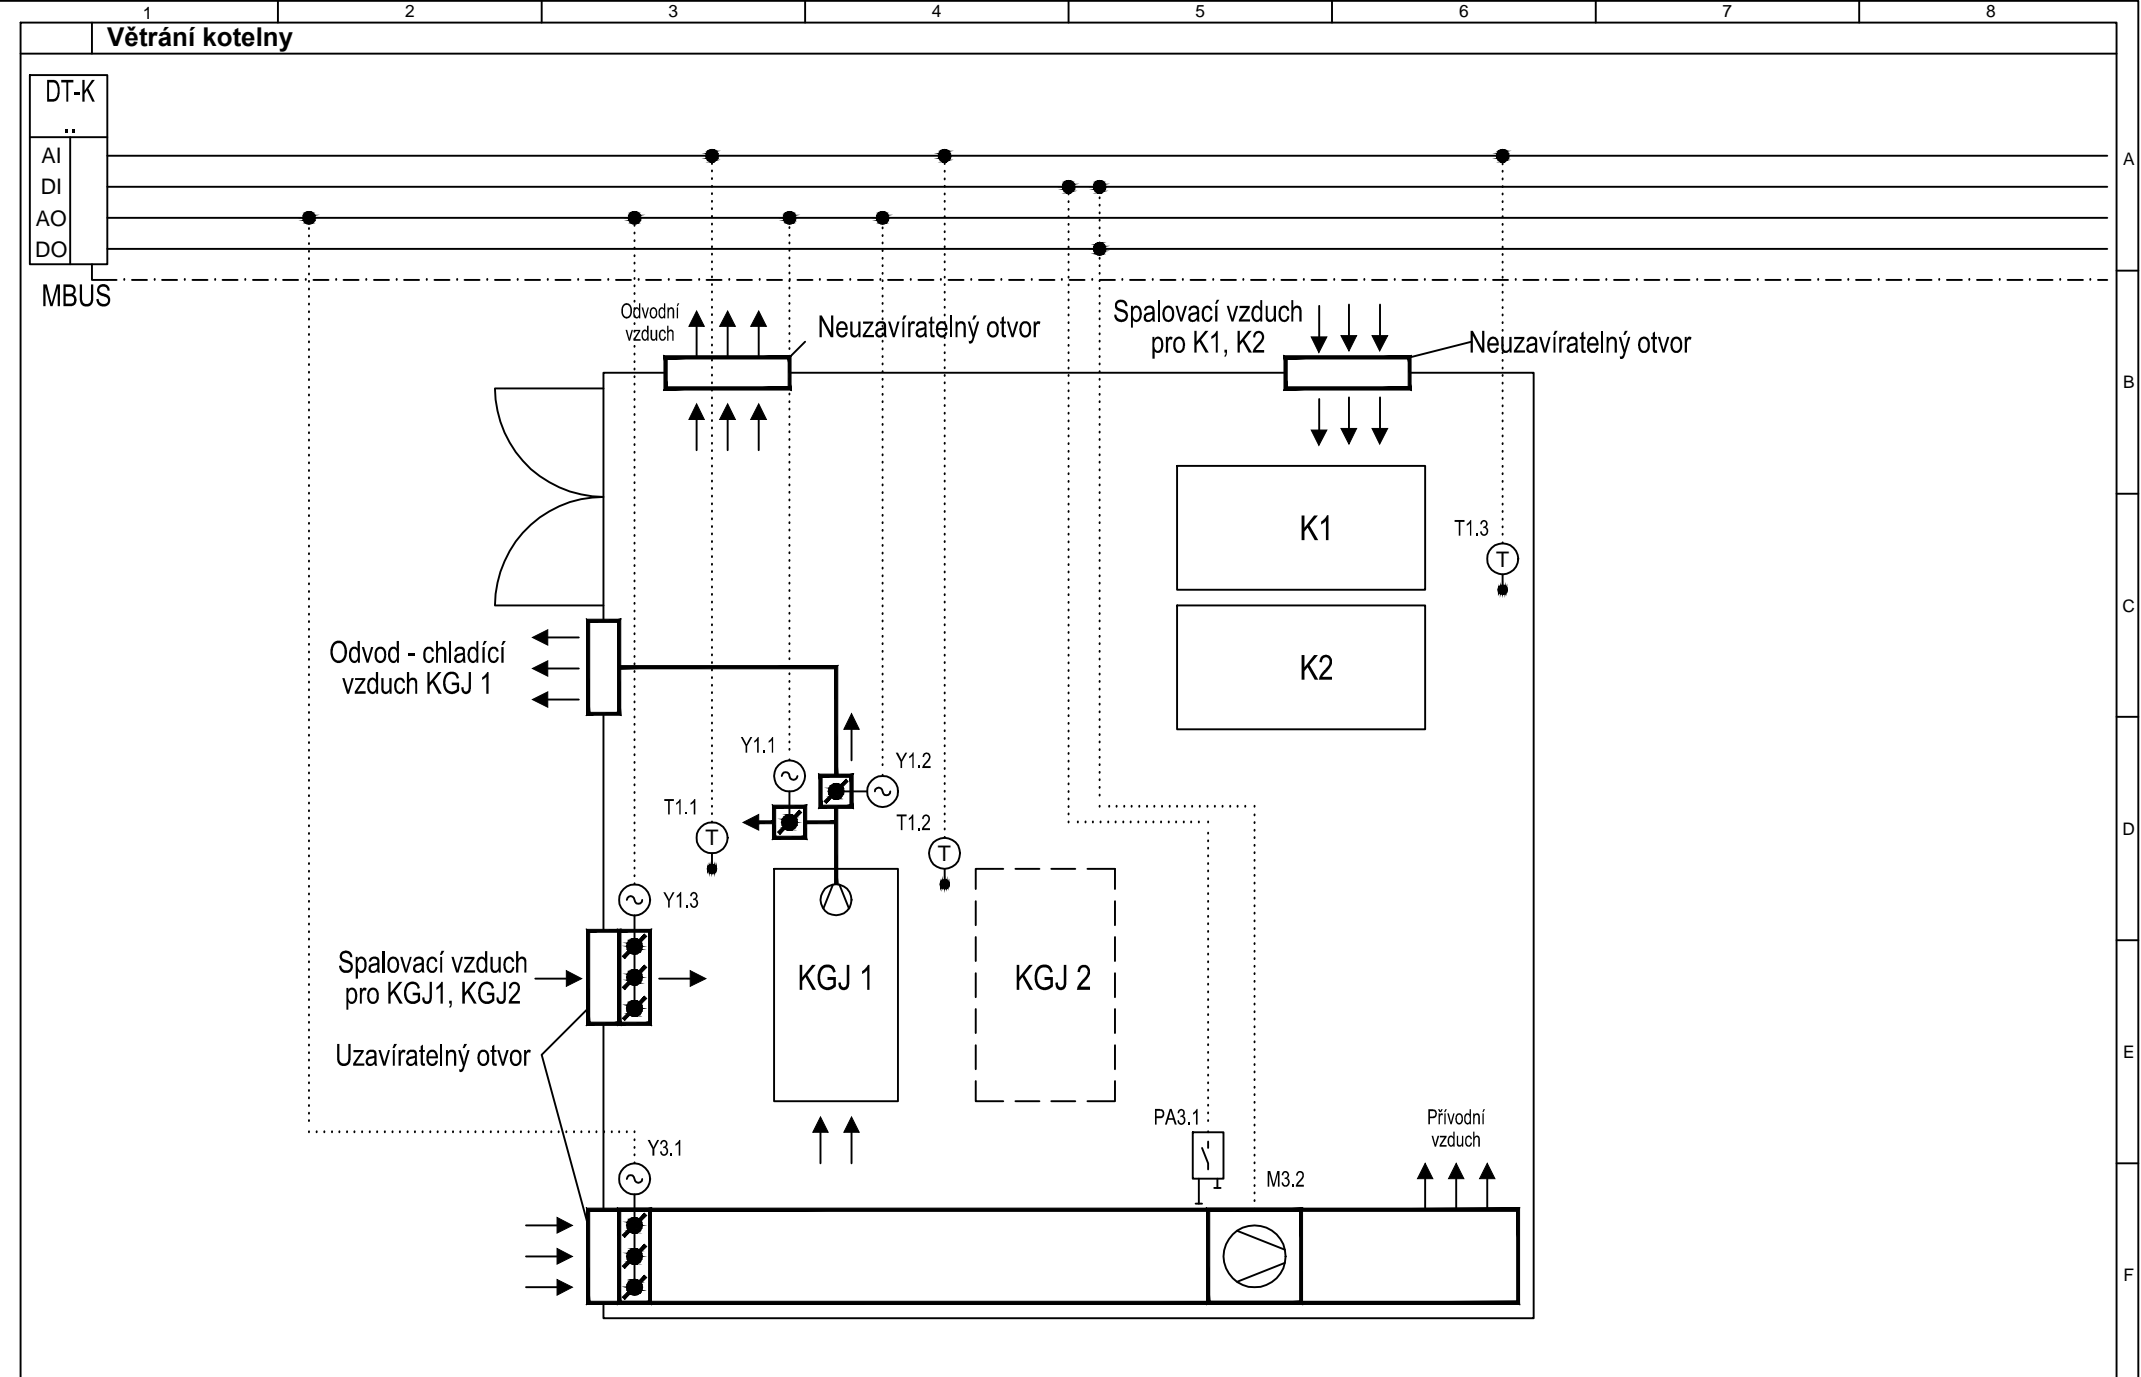 1 2 3 4 5 6 7 8
Větrání kotelny
DT-K
..
AI
DI
AO
DO
MBUS
A
B
C
D
E
F
Odvodní
vzduch
Neuzavíratelný otvor
Spalovací vzduch
pro K1, K2
Neuzavíratelný otvor
K1
T1.3
T
K2
Odvod - chladící
vzduch KGJ 1
Y1.1
Y1.2
T1.1
T
T1.2
T
Y1.3
Spalovací vzduch
pro KGJ1, KGJ2
KGJ 1
KGJ 2
Uzavíratelný otvor
PA3.1
Přívodní
vzduch
Y3.1
M3.2